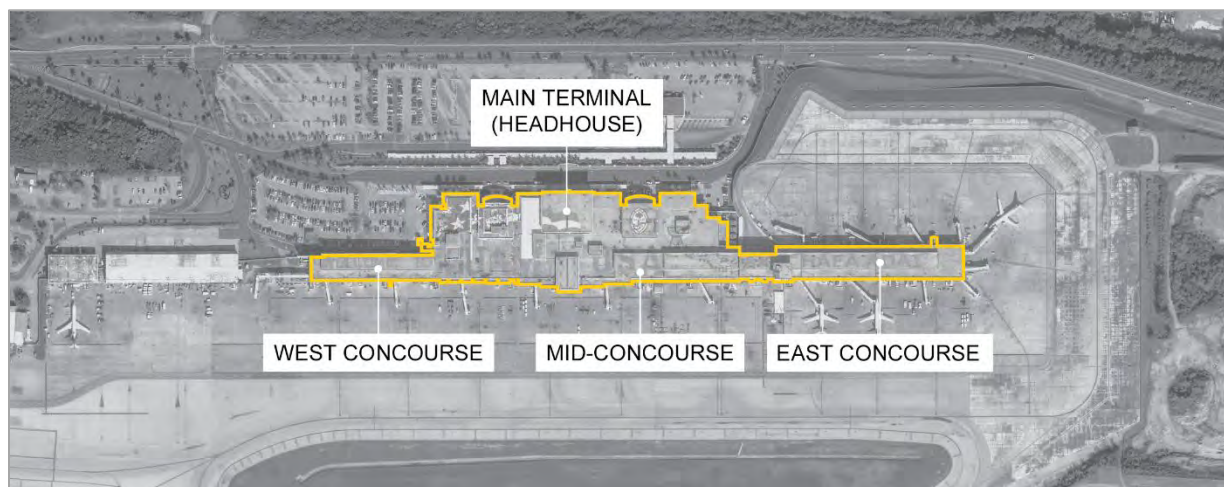 MAIN TERMINAL
(HEADHOUSE)
WEST CONCOURSE
MID-CONCOURSE
EAST CONCOURSE